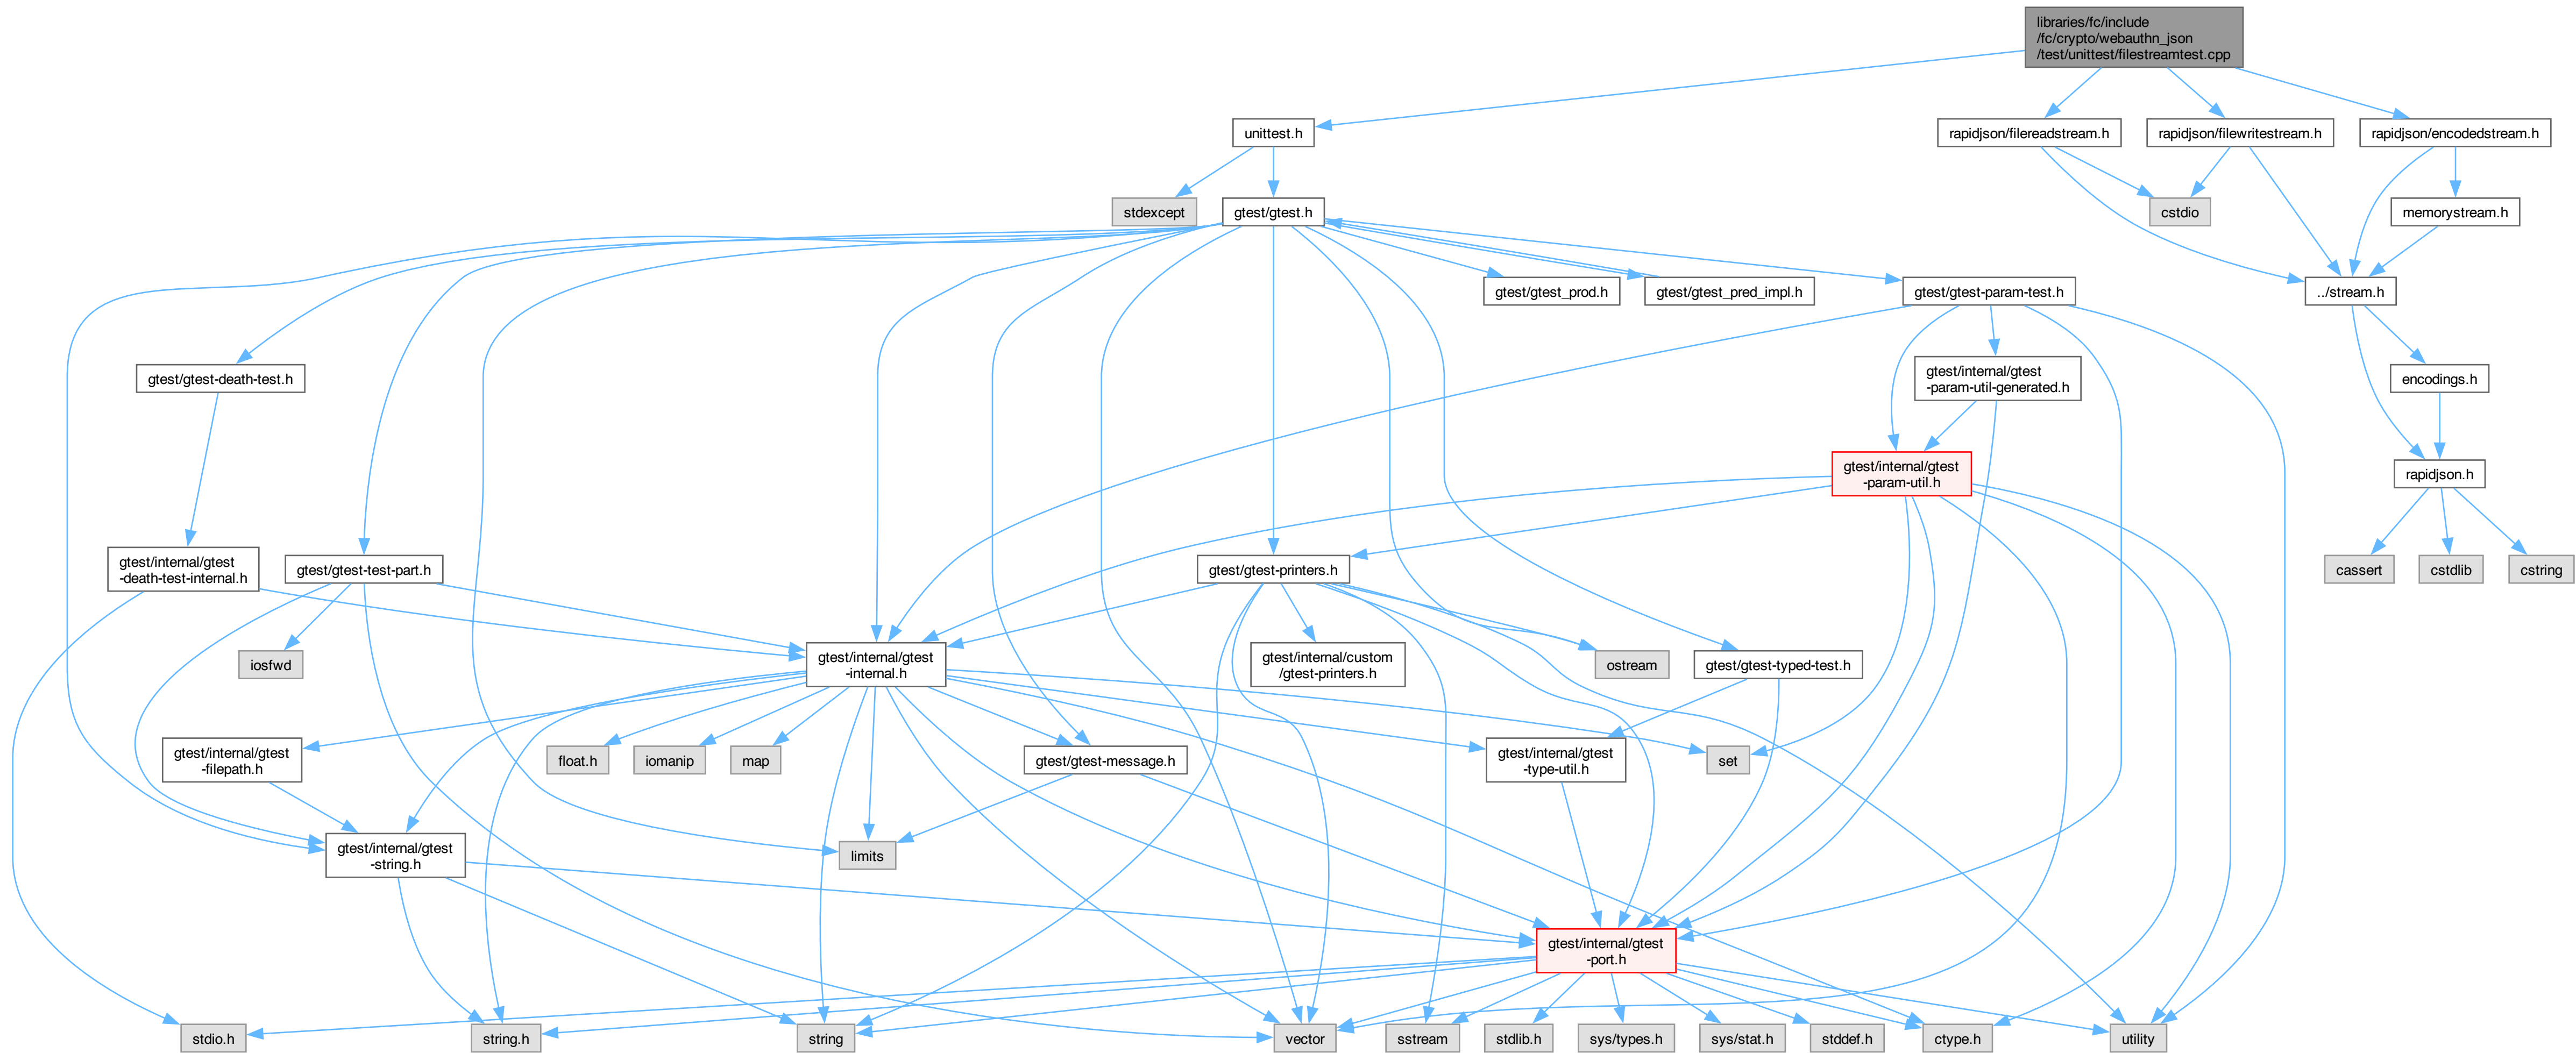 libraries/fc/include
/fc/crypto/webauthn_json
/test/unittest/filestreamtest.cpp
unittest.h
rapidjson/filereadstream.h
rapidjson/filewritestream.h
rapidjson/encodedstream.h
stdexcept
gtest/gtest.h
cstdio
memorystream.h
gtest/gtest_prod.h
gtest/gtest_pred_impl.h
gtest/gtest-param-test.h
../stream.h
gtest/gtest-death-test.h
gtest/internal/gtest
-param-util-generated.h
encodings.h
gtest/internal/gtest
-param-util.h
rapidjson.h
gtest/internal/gtest
-death-test-internal.h
gtest/gtest-test-part.h
gtest/gtest-printers.h
cassert
cstdlib
cstring
iosfwd
gtest/internal/gtest
-internal.h
gtest/internal/custom
/gtest-printers.h
ostream
gtest/gtest-typed-test.h
gtest/internal/gtest
-filepath.h
float.h
iomanip
map
gtest/gtest-message.h
gtest/internal/gtest
-type-util.h
set
gtest/internal/gtest
-string.h
limits
gtest/internal/gtest
-port.h
stdio.h
string.h
string
vector
sstream
stdlib.h
sys/types.h
sys/stat.h
stddef.h
ctype.h
utility